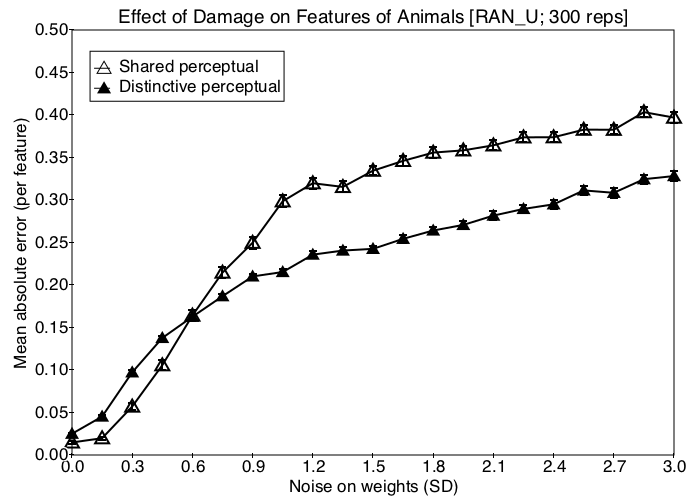 Effect of Damage on Features of Animals [RAN_U; 300 reps]
0.50
0.45
0.40
0.35
0.30
0.25
0.20
0.15
0.10
0.05
0.00
Mean absolute error (per feature)
Shared perceptual
Distinctive perceptual
0.0 0.3 0.6 0.9 1.2 1.5 1.8 2.1 2.4 2.7 3.0
Noise on weights (SD)